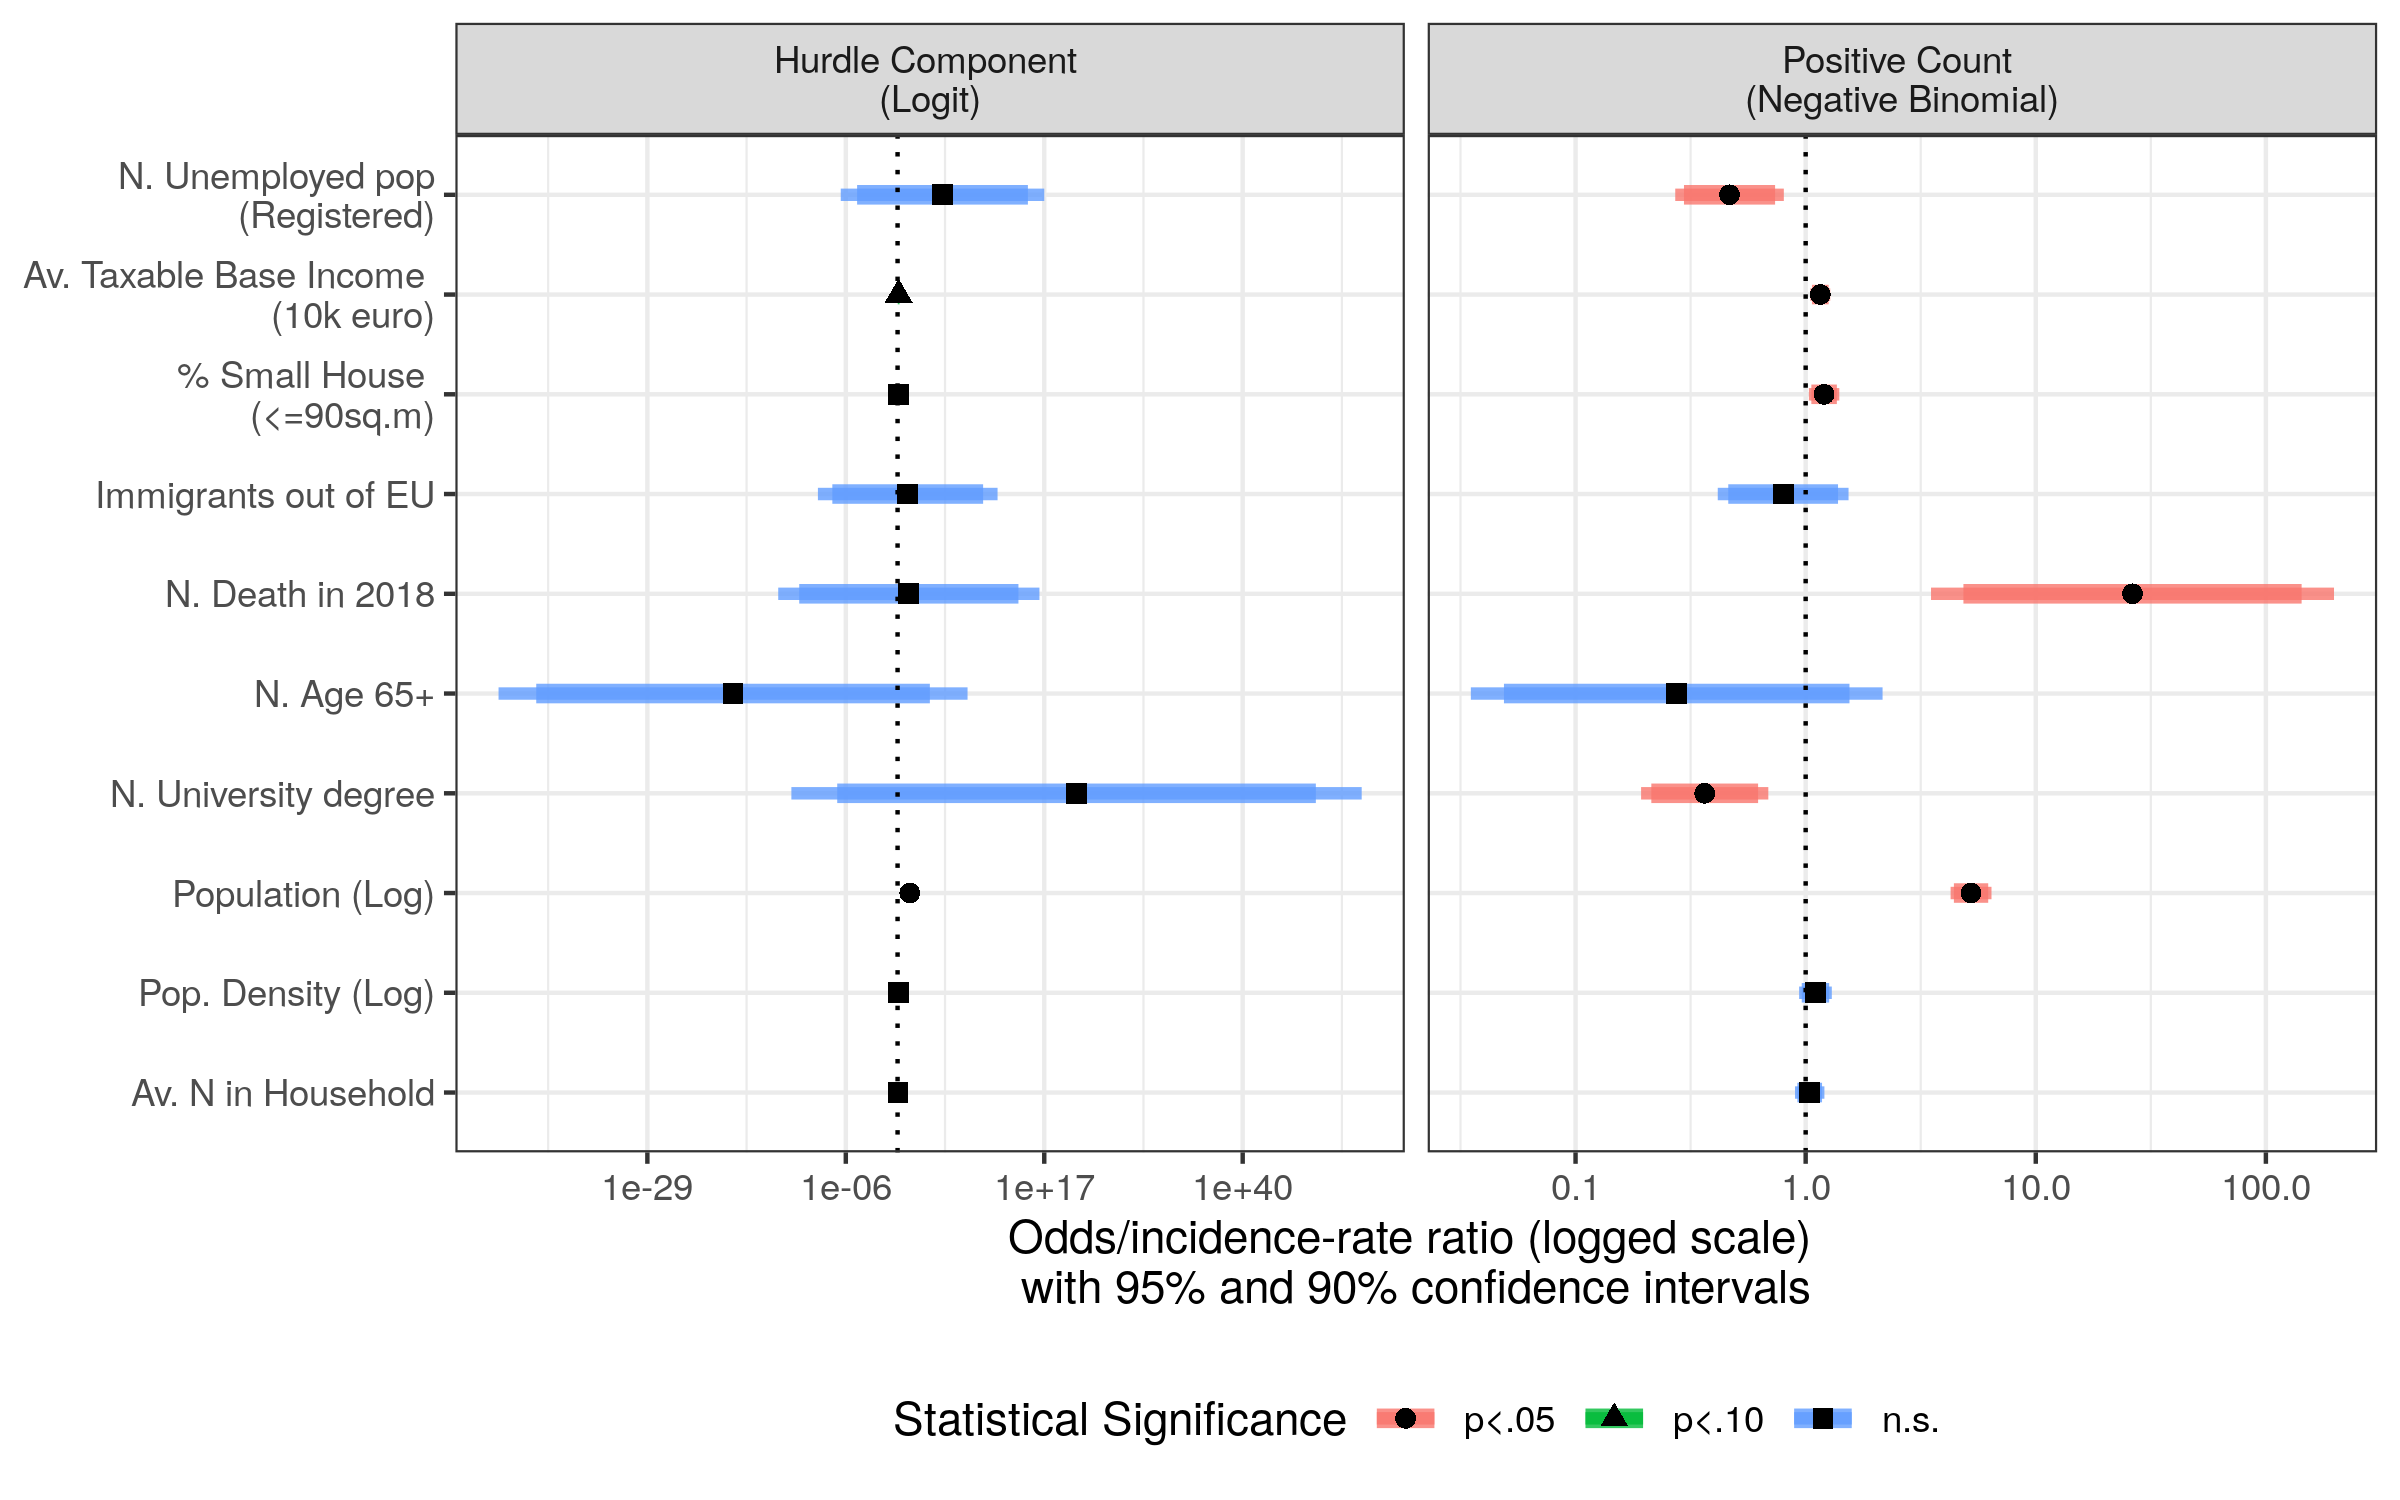 Hurdle Component
(Logit)
Positive Count
(Negative Binomial)
N. Unemployed pop
(Registered)
Av. Taxable Base Income
(10k euro)
% Small House
(<=90sq.m)
Immigrants out of EU
N. Death in 2018
N. Age 65+
N. University degree
Population (Log)
Pop. Density (Log)
Av. N in Household
1e-29 1e-06 1e+17 1e+40
0.1 1.0 10.0 100.0
Odds/incidence-rate ratio (logged scale)
with 95% and 90% confidence intervals
Statistical Significance p<.05 p<.10 n.s.